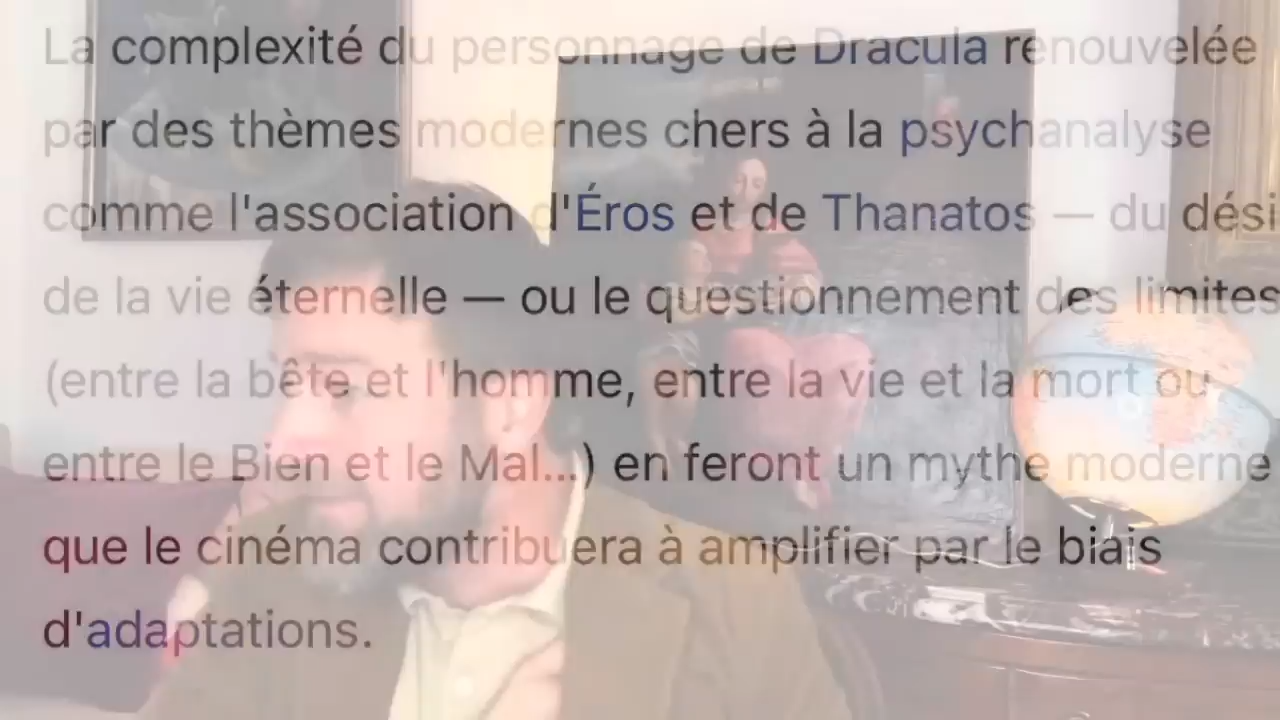 La complexité du personnage de Dracula renouvelée
par des thèmes modernes chers à la psychanalyse
comme l'association d'Éros et de Thanatos — du dési
de la vie éternelle — ou le questionnement des limites
(entre la bête et l'homme, entre la vie et la mort ou
entre le Bien et le Mal...) en feront un mythe moderne
que le cinéma contribuera à amplifier par le biais
d'adaptations.